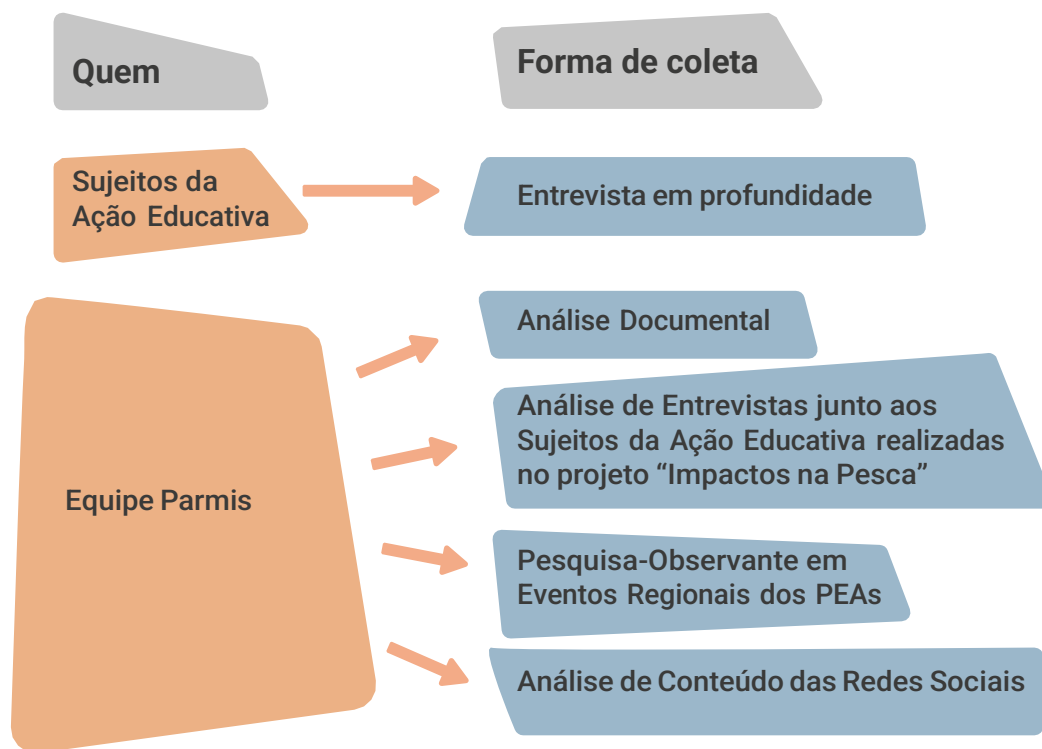 Quem
Forma de coleta
Sujeitos da
Ação Educativa
Entrevista em profundidade
Equipe Parmis
Análise Documental
Análise de Entrevistas junto aos
Sujeitos da Ação Educativa realizadas
no projeto “Impactos na Pesca”
Pesquisa-Observante em
Eventos Regionais dos PEAs
Análise de Conteúdo das Redes Sociais